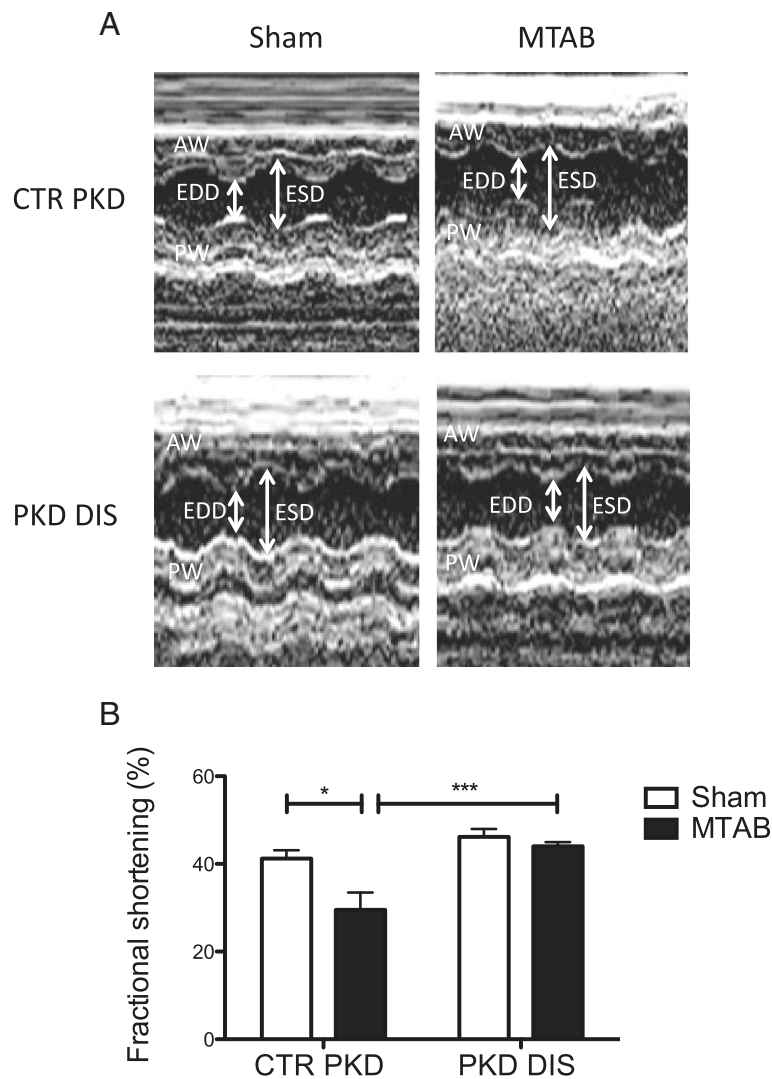 A
Sham MTAB
CTR PKD
AW
EDD ESD
PW
AW
EDD ESD
PW
PKD DIS
AW
EDD ESD
PW
AW
EDD ESD
PW
B
Fractional shortening (%)
60
40
20
0
* ***
Sham
MTAB
CTR PKD PKD DIS